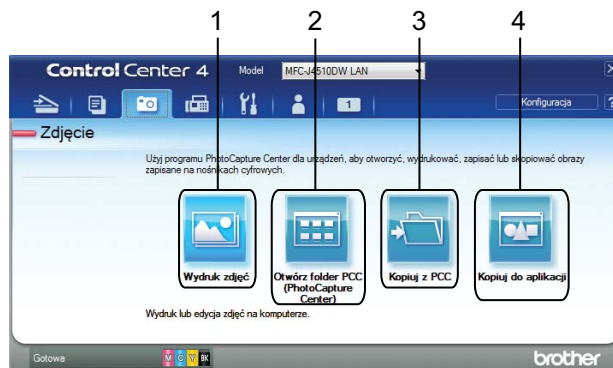 1 2 3 4
Control Center 4 Model MFC-J4510DW LAN
1 Konfiguracja ?
Zdjęcie
Użyj programu PhotoCapture Center dla urządzeń, aby otworzyć, wydrukować, zapisać lub skopiować obrazy
zapisane na nośnikach cyfrowych.
Wydruk zdjęć Otwórz folder PCC Kopiuj z PCC Kopiuj do aplikacji
(PhotoCapture
Center)
Wydruk lub edycja zdjęć na komputerze.
Gotowa M C Y BK brother